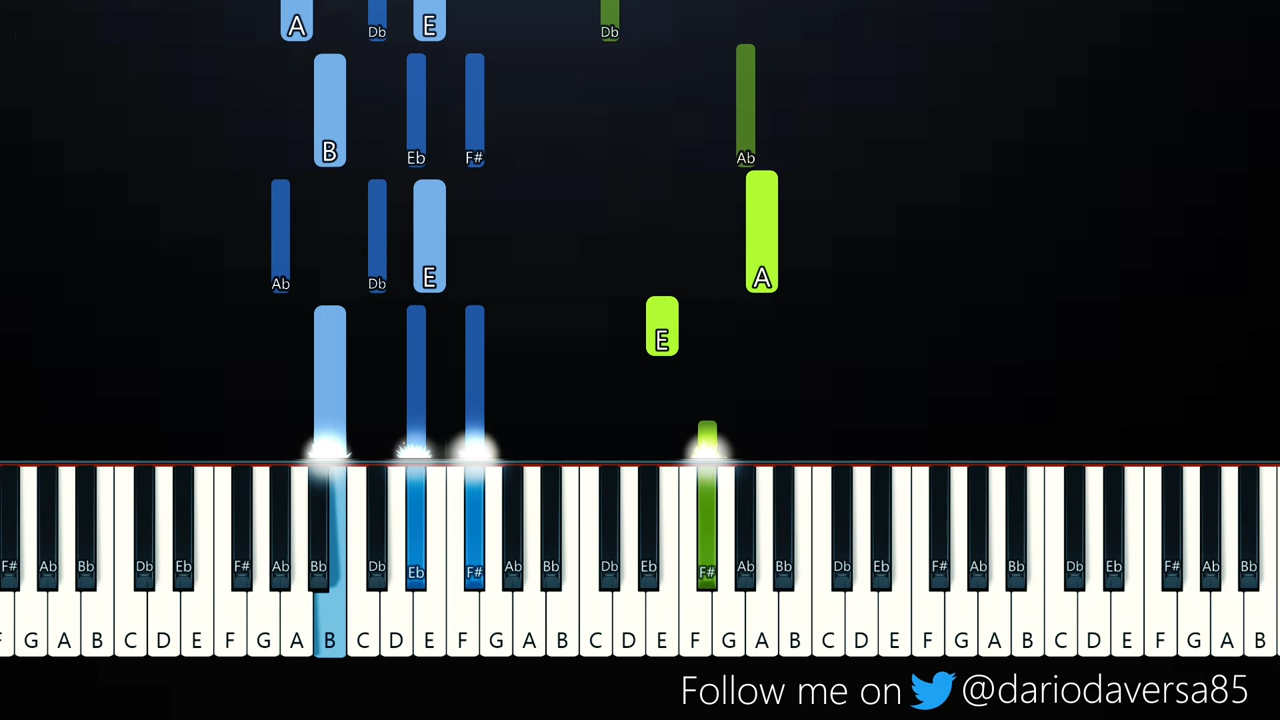 A Db E Db
B Eb F# Ab
Ab Db E A
E
F# Ab Bb Db Eb F# Ab Bb Db Eb F# Ab Bb Db Eb F# Ab Bb Db Eb F# Ab Bb Db Eb F# Ab Bb
F G A B C D E F G A B C D E F G A B C D E F G A B C D E F G A B C D E F G A B
Follow me on @dariodaversa85